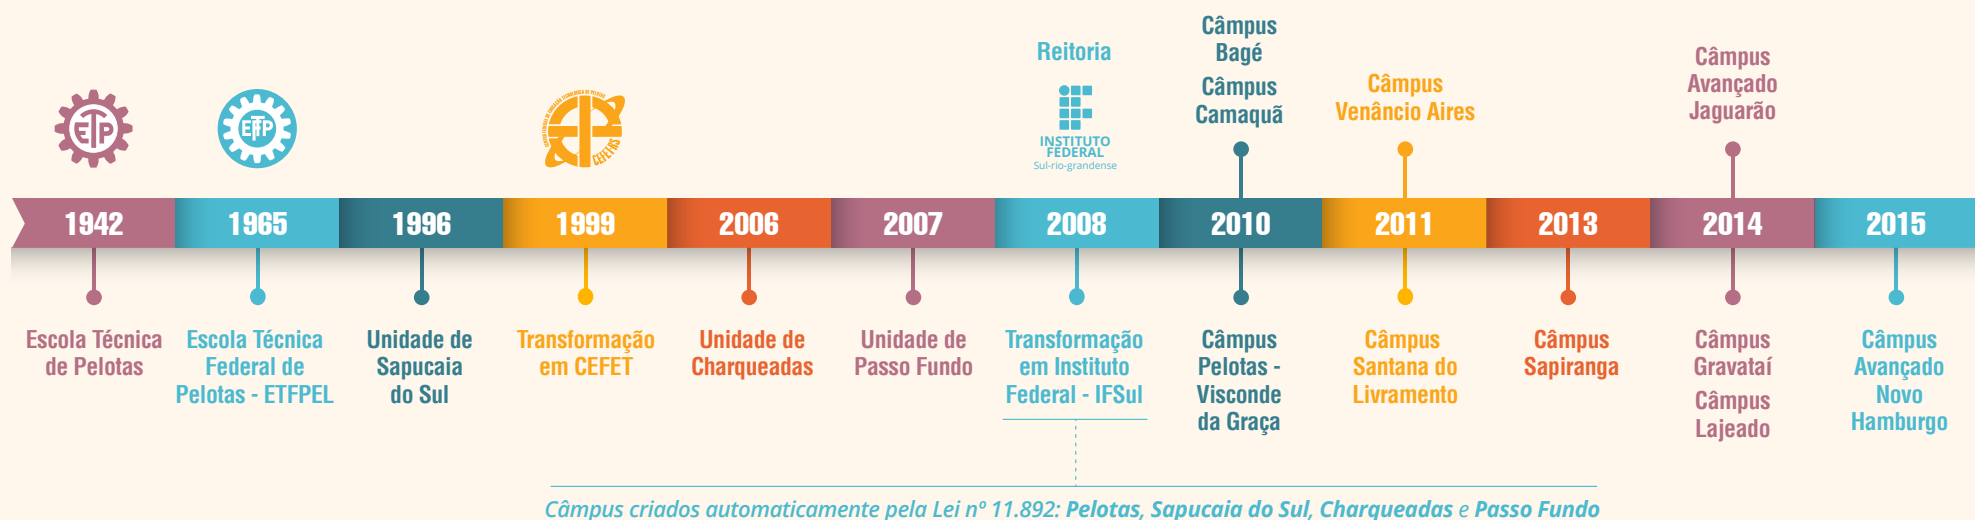 Câmpus
Bagé
Câmpus
Camaquã
Reitoria
INSTITUTO
FEDERAL
Sul-rio-grandense
Câmpus
Venâncio Aires
Câmpus
Avançado
Jaguarão
ETP
ETFP
CEFETRS
1942
1965
1996
1999
2006
2007
2008
2010
2011
2013
2014
2015
Escola Técnica
de Pelotas
Escola Técnica
Federal de
Pelotas - ETFPEL
Unidade de
Sapucaia
do Sul
Transformação
em CEFET
Unidade de
Charqueadas
Unidade de
Passo Fundo
Transformação
em Instituto
Federal - IFSul
Câmpus
Pelotas -
Visconde
da Graça
Câmpus
Santana do
Livramento
Câmpus
Sapiranga
Câmpus
Gravataí
Câmpus
Lajeado
Câmpus
Avançado
Novo
Hamburgo
Câmpus criados automaticamente pela Lei nº 11.892: Pelotas, Sapucaia do Sul, Charqueadas e Passo Fundo